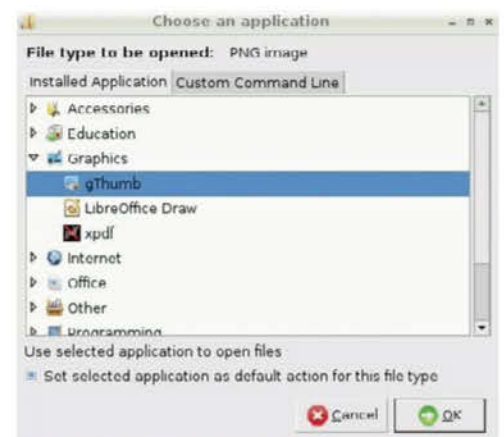 Choose an application
File type to be opened: PNG image
Installed Application Custom Command Line
Accessories
Education
Graphics
gThumb
LibreOffice Draw
xpdf
Internet
Office
Other
Programming
Use selected application to open files
Set selected application as default action for this file type
Cancel OK